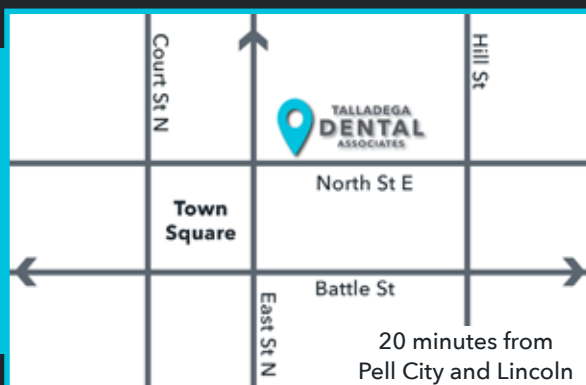 Court St N
Hill St
TALLADEGA
DENTAL
ASSOCIATES
North St E
Town
Square
Battle St
East St N
20 minutes from
Pell City and Lincoln